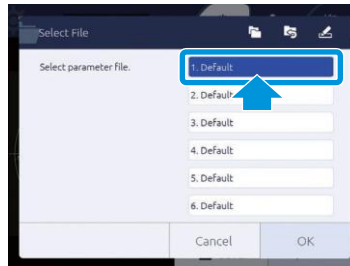 Select File
Select parameter file.
1. Default
2. Default
3. Default
4. Default
5. Default
6. Default
Cancel
OK